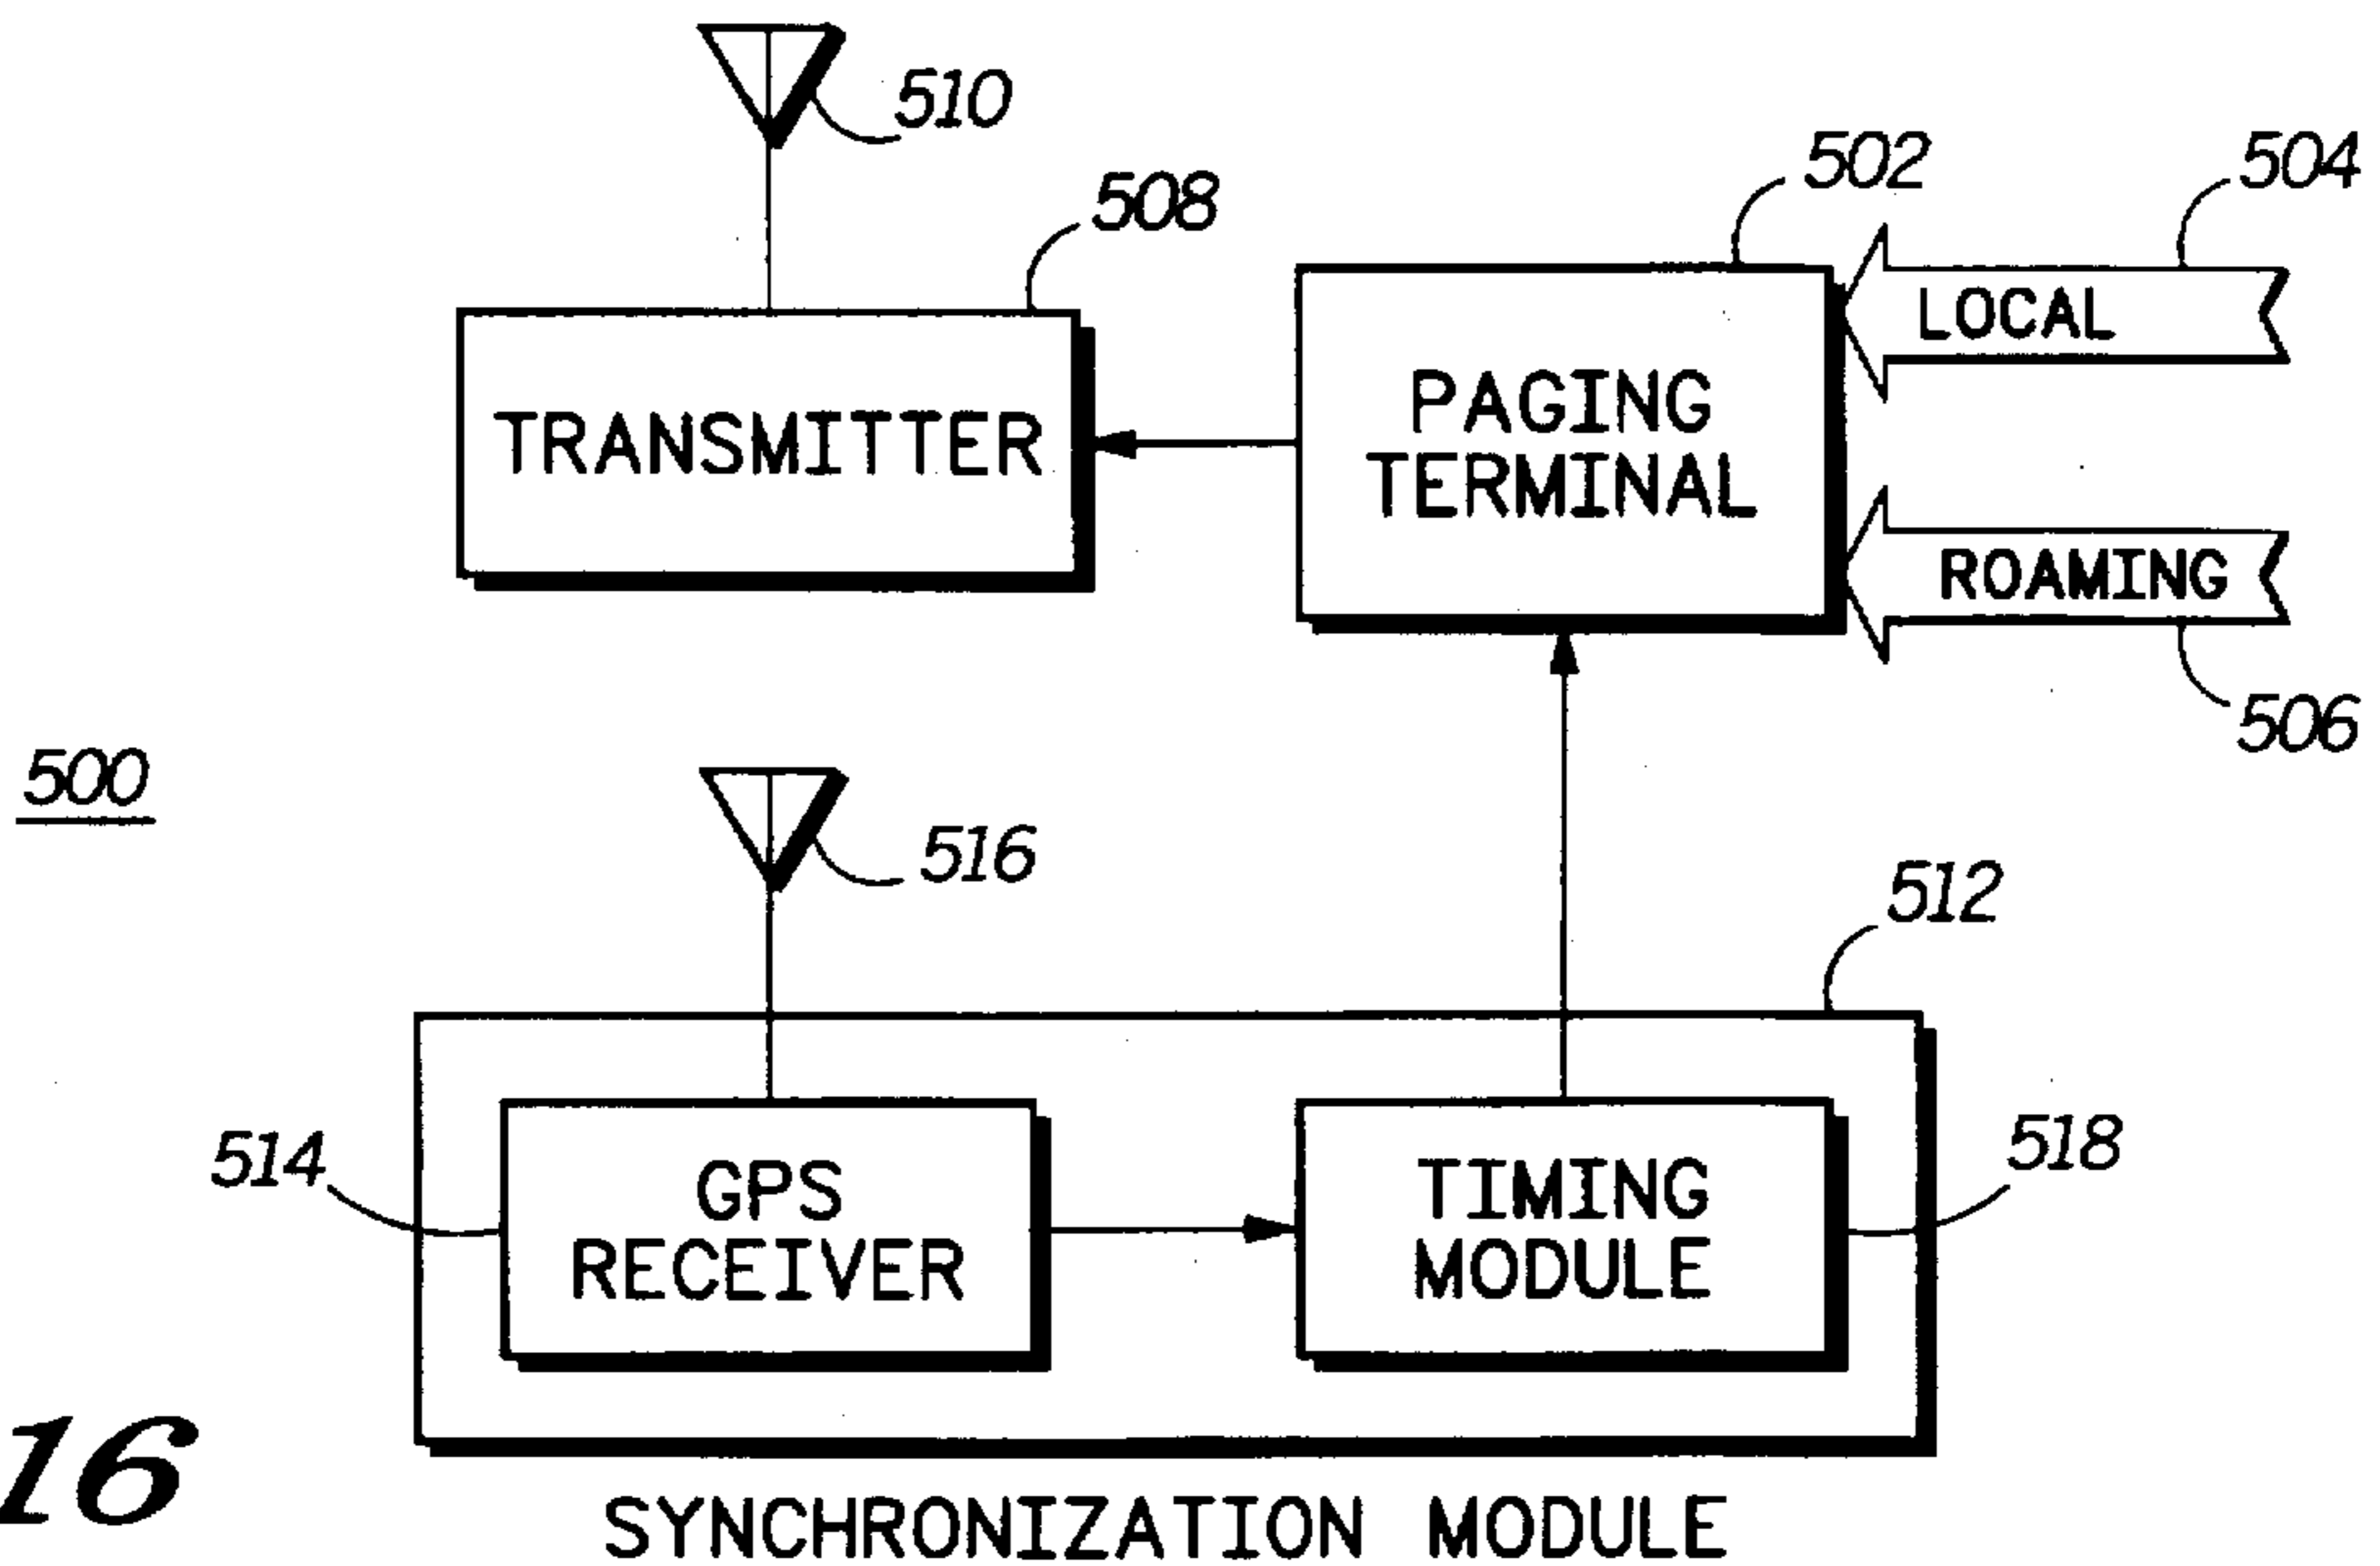 510
508
502
504
LOCAL
TRANSMITTER
PAGING
TERMINAL
ROAMING
506
500
516
512
514
GPS
RECEIVER
TIMING
MODULE
518
16
SYNCHRONIZATION MODULE